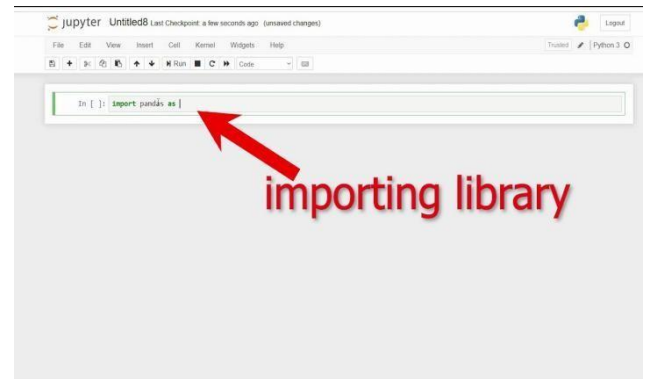 jupyter Untitled8 Last Checkpoint: a few seconds ago (unsaved changes)
Logout
File Edit View Insert Cell Kernel Widgets Help
Trusted Python 3
Run Code
In [ ]: import pandas as
importing library